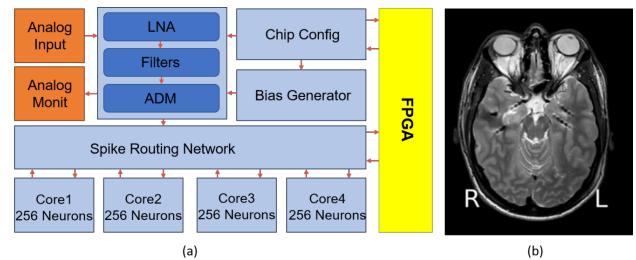 Analog
Input
LNA
Chip Config
Filters
Analog
Monit
ADM
Bias Generator
FPGA
Spike Routing Network
Core1
256 Neurons
Core2
256 Neurons
Core3
256 Neurons
Core4
256 Neurons
R
L
(a)
(b)